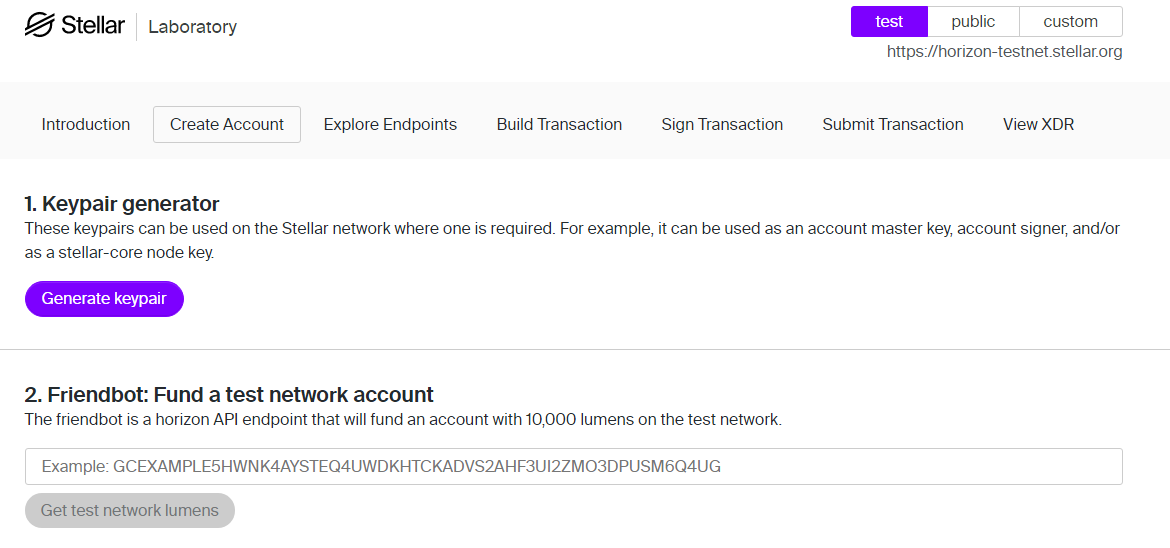 Stellar Laboratory
test public custom
https://horizon-testnet.stellar.org
Introduction Create Account Explore Endpoints Build Transaction Sign Transaction Submit Transaction View XDR
1. Keypair generator
These keypairs can be used on the Stellar network where one is required. For example, it can be used as an account master key, account signer, and/or
as a stellar-core node key.
Generate keypair
2. Friendbot: Fund a test network account
The friendbot is a horizon API endpoint that will fund an account with 10,000 lumens on the test network.
Example: GCEXAMPLE5HWNK4AYSTEQ4UWDKHTCKADVS2AHF3UI2ZMO3DPUSM6Q4UG
Get test network lumens